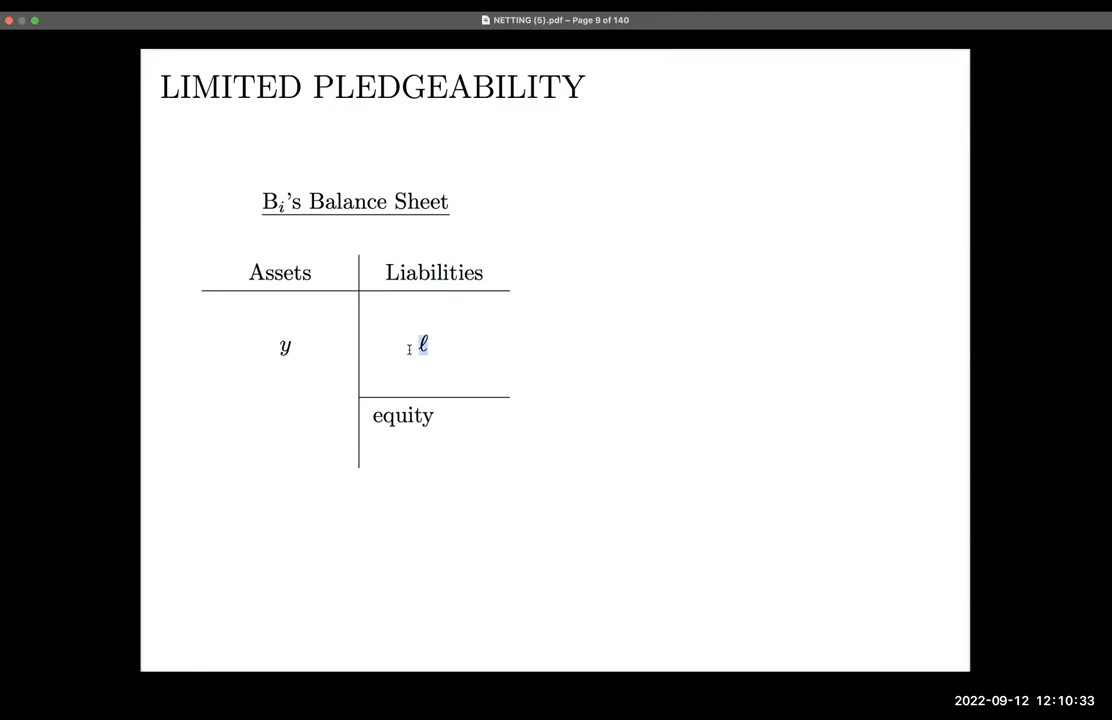 NETTING (5).pdf – Page 9 of 140
LIMITED PLEDGEABILITY
Bᵢ's Balance Sheet
Assets Liabilities
y ℓ
equity
2022-09-12 12:10:33